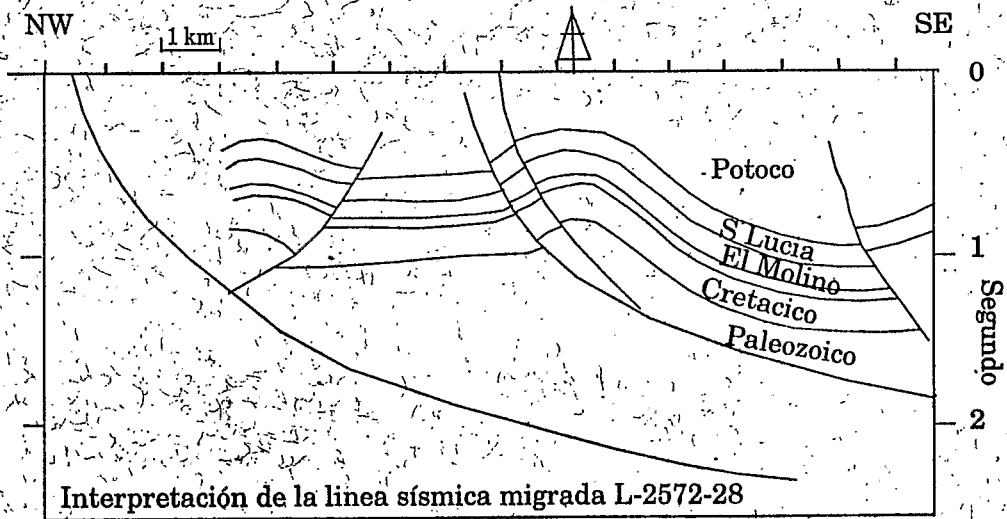 NW
SE
1 km
0
Potoco
S Lucia
1
El Molino
Cretacico
Segundo
Paleozoico
2
Interpretación de la linea sísmica migrada L-2572-28